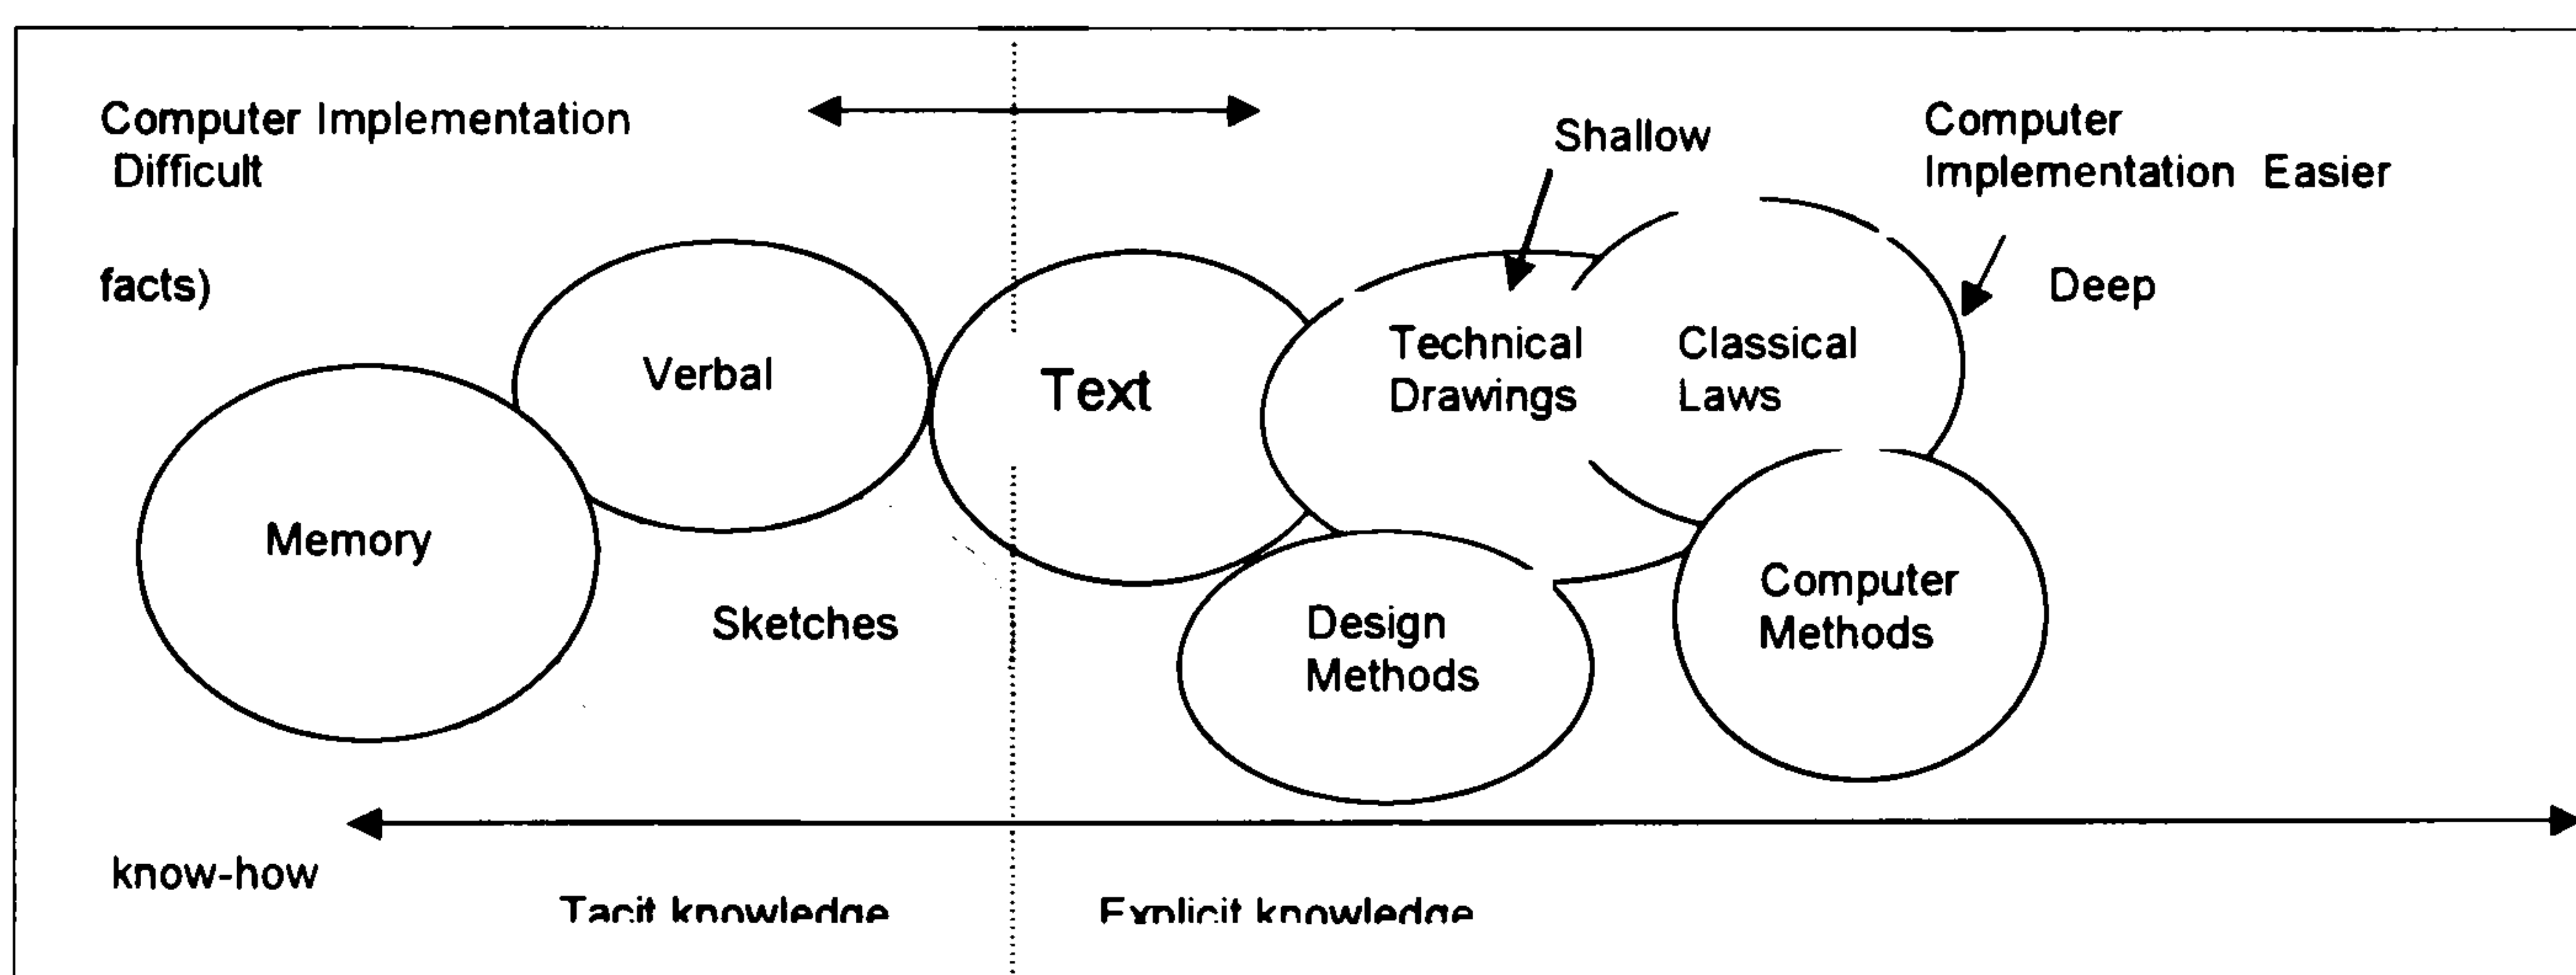 Computer Implementation
Difficult
Shallow
Computer
Implementation Easier
facts)
Deep
Verbal
Text
Technical
Drawings
Classical
Laws
Memory
Sketches
Design
Methods
Computer
Methods
know-how
Tacit knowledge
Explicit knowledge